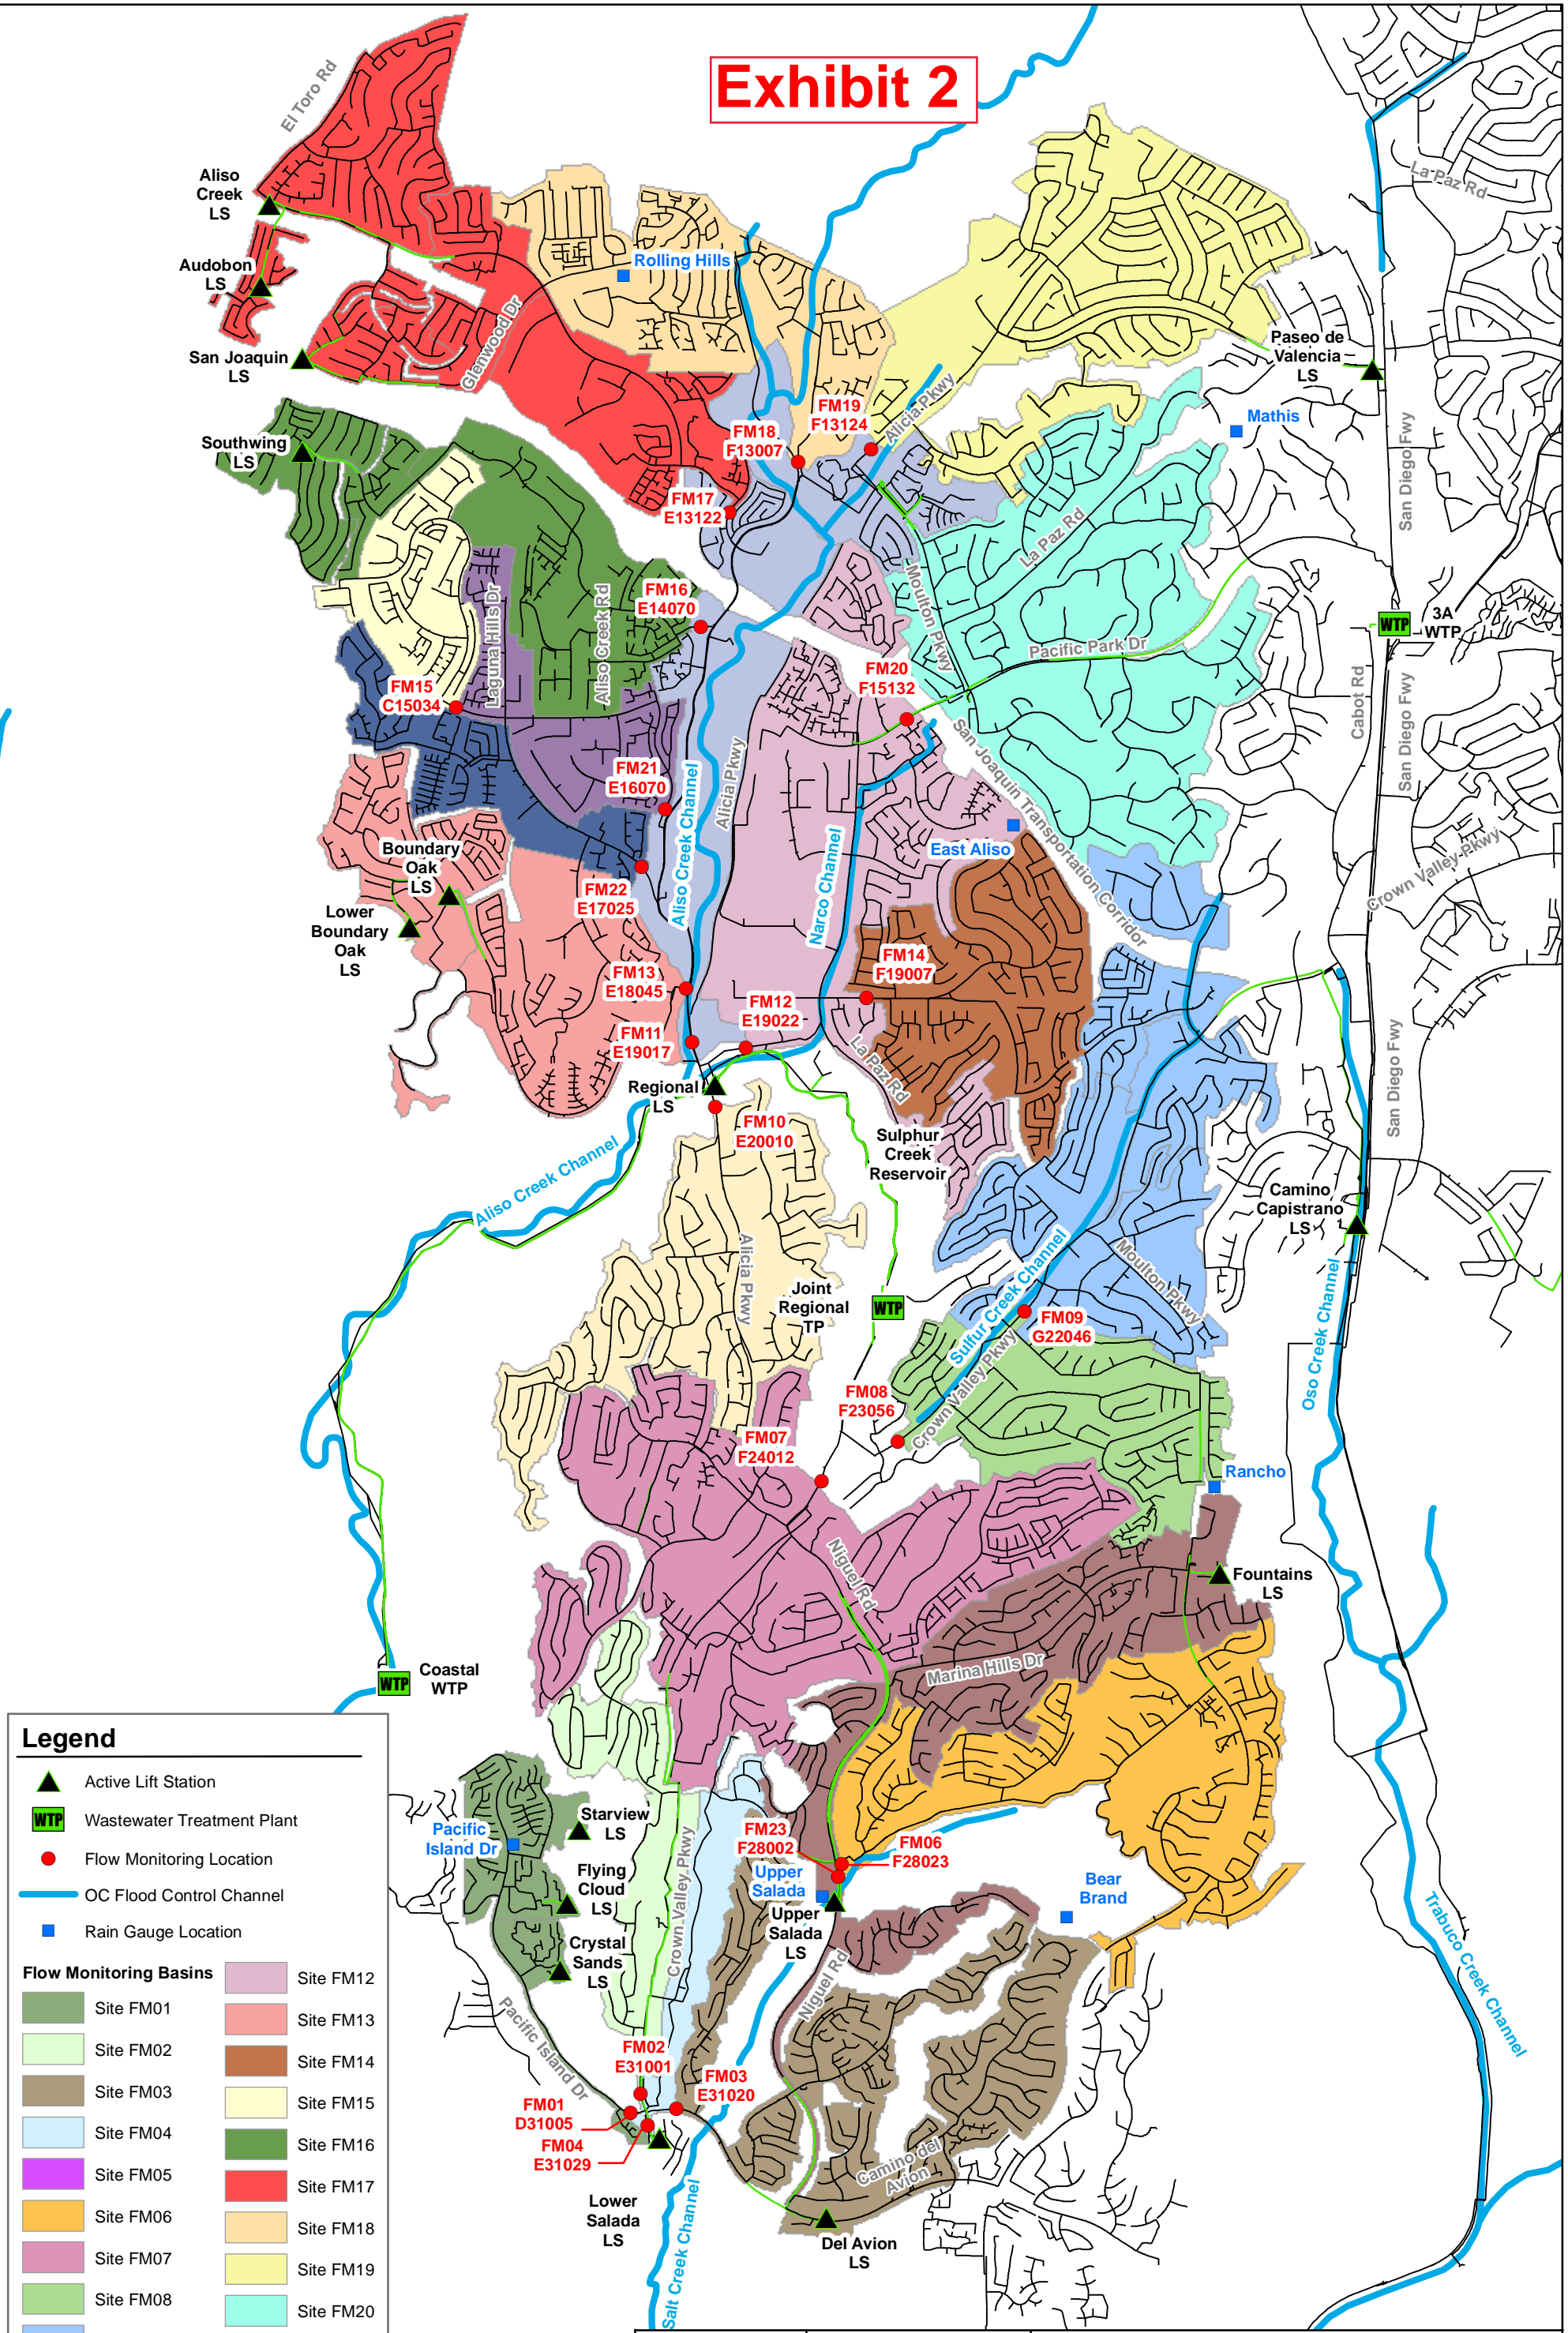 Exhibit 2
El Toro Rd
La Paz Rd
Aliso
Creek
LS
Audobon
LS
Rolling Hills
Glenwood Dr
San Joaquin
LS
Paseo de
Valencia
LS
FM19
F13124
Alicia Pkwy
Mathis
FM18
F13007
Southwing
LS
San Diego Fwy
FM17
E13122
La Paz Rd
Moulton Pkwy
FM16
E14070
Laguna Hills Dr
Aliso Creek Rd
WTP
3A
WTP
Pacific Park Dr
FM20
F15132
FM15
C15034
Cabot Rd
San Diego Fwy
San Joaquin Transportation Corridor
FM21
E16070
Aliso Creek Channel
Alicia Pkwy
Narco Channel
East Aliso
Boundary
Oak
LS
Crown Valley Pkwy
FM22
E17025
Lower
Boundary
Oak
LS
FM14
F19007
FM13
E18045
FM12
E19022
FM11
E19017
La Paz Rd
San Diego Fwy
Regional
LS
FM10
E20010
Sulphur
Creek
Reservoir
Aliso Creek Channel
Camino
Capistrano
LS
Alicia Pkwy
Sulfur Creek Channel
Moulton Pkwy
Joint
Regional
TP
WTP
FM09
G22046
Oso Creek Channel
Crown Valley Pkwy
FM08
F23056
FM07
F24012
Rancho
Niguel Rd
Fountains
LS
Marina Hills Dr
WTP
Coastal
WTP
Starview
LS
Pacific
Island Dr
FM23
F28002
FM06
F28023
Flying
Cloud
LS
Upper
Salada
Bear
Brand
Upper
Salada
LS
Crown Valley Pkwy
Crystal
Sands
LS
Niguel Rd
Trabuco Creek Channel
Pacific Island Dr
FM02
E31001
FM03
E31020
FM01
D31005
FM04
E31029
Camino del
Avion
Lower
Salada
LS
Salt Creek Channel
Del Avion
LS
Legend
Active Lift Station
WTP
Wastewater Treatment Plant
Flow Monitoring Location
OC Flood Control Channel
Rain Gauge Location
Flow Monitoring Basins
Site FM01
Site FM02
Site FM03
Site FM04
Site FM05
Site FM06
Site FM07
Site FM08
Site FM12
Site FM13
Site FM14
Site FM15
Site FM16
Site FM17
Site FM18
Site FM19
Site FM20